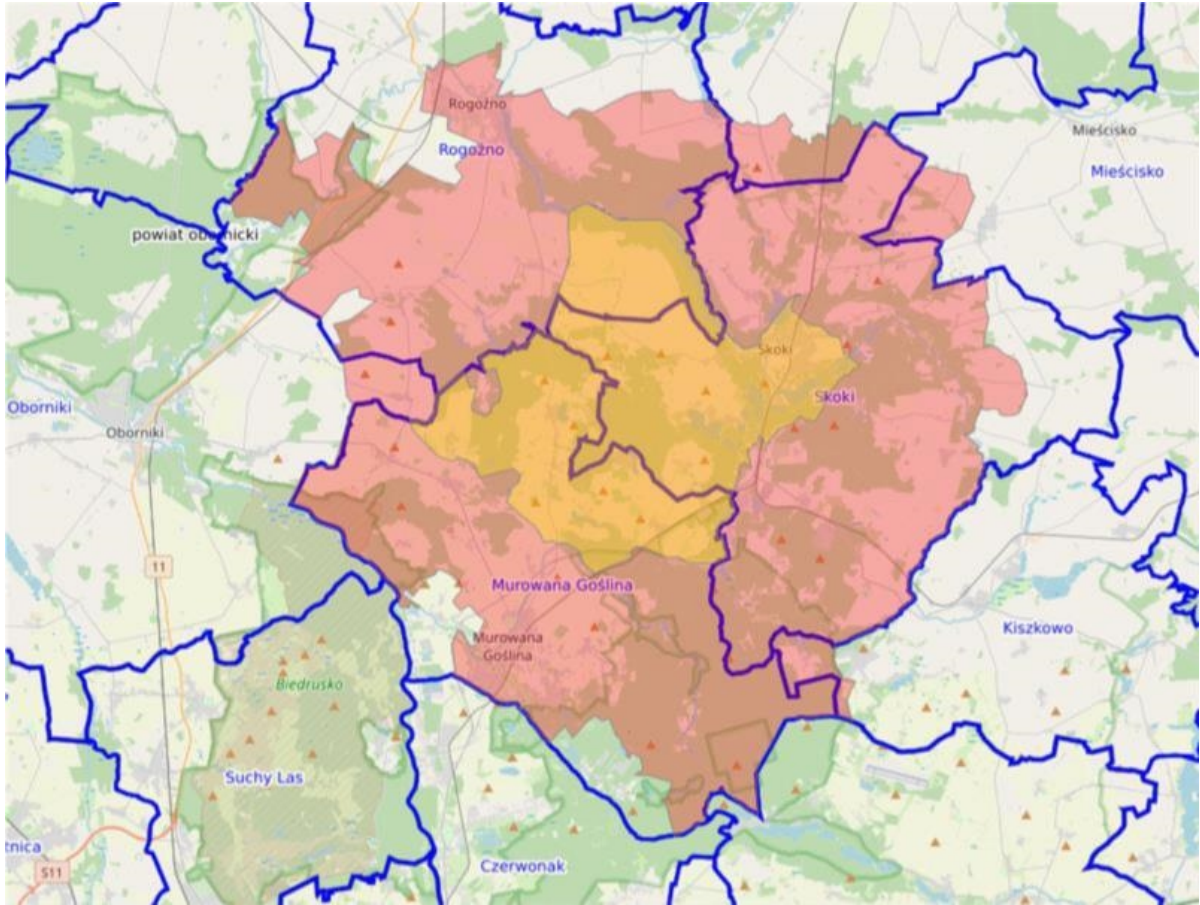 Rogoźno
Rogoźno
Mieścisko
Mieścisko
powiat obornicki
Skoki
Skoki
Oborniki
Oborniki
11
Murowana Goślina
Murowana
Goślina
Kiszkowo
Biedrusko
Suchy Las
tnica
S11
Czerwonak